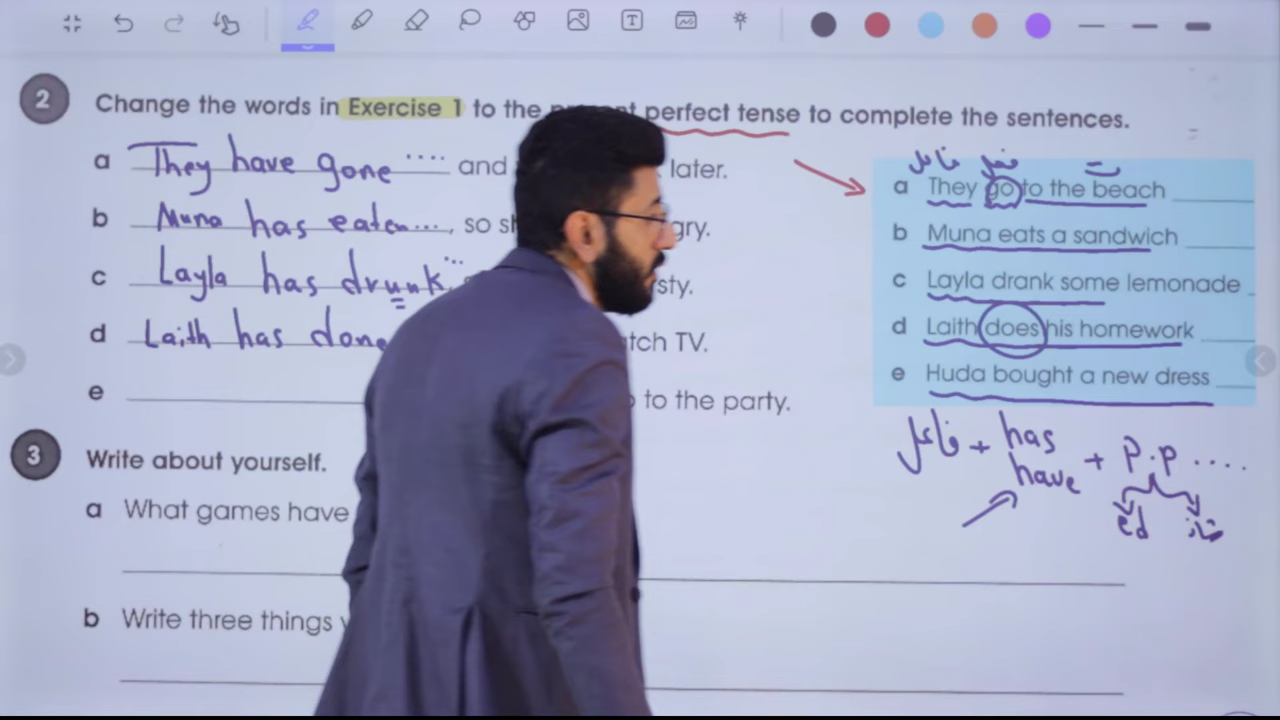 2 Change the words in Exercise 1 to the perfect tense to complete the sentences.
a They have gone .... and later.
b Muna has eaten..., so gry.
c Layla has drunk... sty.
d Laith has done tch TV.
e to the party.
فاعل فعل ت
a They go to the beach
b Muna eats a sandwich
c Layla drank some lemonade
d Laith does his homework
e Huda bought a new dress
فاعل + has have + p.p ....
ed شاذ
3 Write about yourself.
a What games have
b Write three things